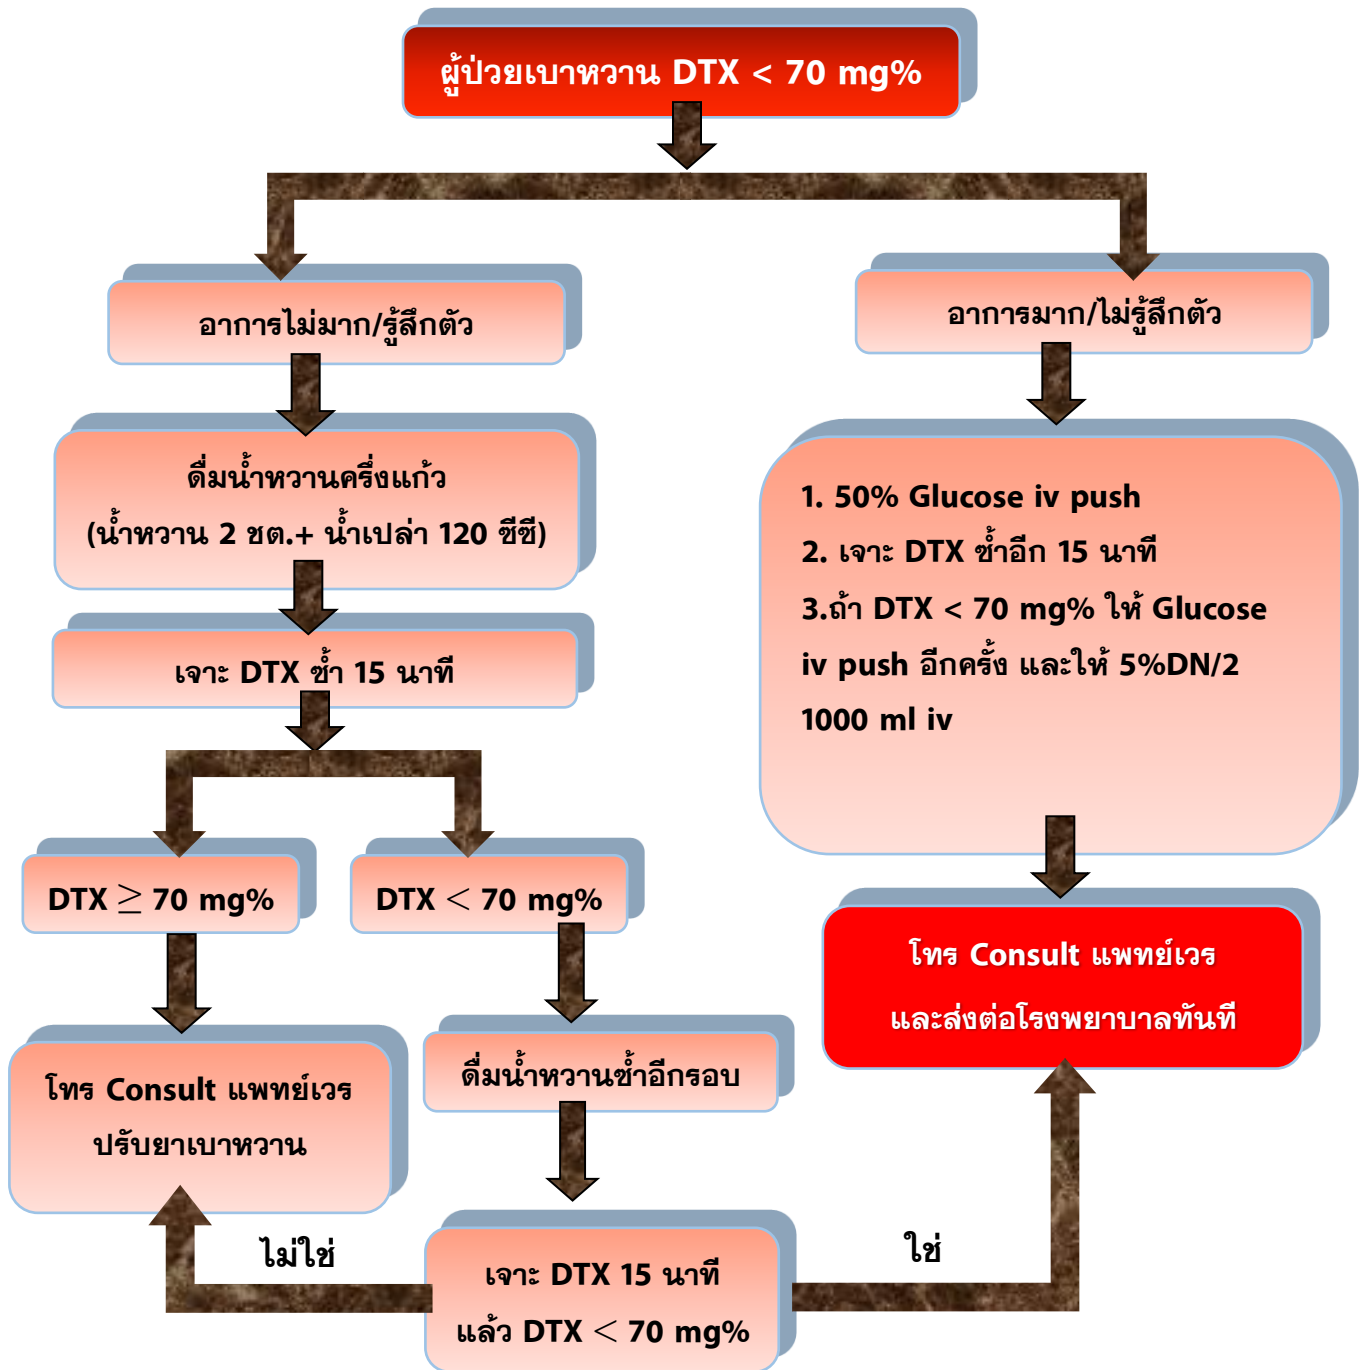 ผู้ป่วยเบาหวาน DTX < 70 mg%
อาการไม่มาก/รู้สึกตัว
อาการมาก/ไม่รู้สึกตัว
ดื่มน้ำหวานครึ่งแก้ว
(น้ำหวาน 2 ชต.+ น้ำเปล่า 120 ซีซี)
1. 50% Glucose iv push
2. เจาะ DTX ซ้ำอีก 15 นาที
3.ถ้า DTX < 70 mg% ให้ Glucose
iv push อีกครั้ง และให้ 5%DN/2
1000 ml iv
เจาะ DTX ซ้ำ 15 นาที
DTX ≥ 70 mg%
DTX < 70 mg%
โทร Consult แพทย์เวร
และส่งต่อโรงพยาบาลทันที
ดื่มน้ำหวานซ้ำอีกรอบ
โทร Consult แพทย์เวร
ปรับยาเบาหวาน
ไม่ใช่
ใช่
เจาะ DTX 15 นาที
แล้ว DTX < 70 mg%